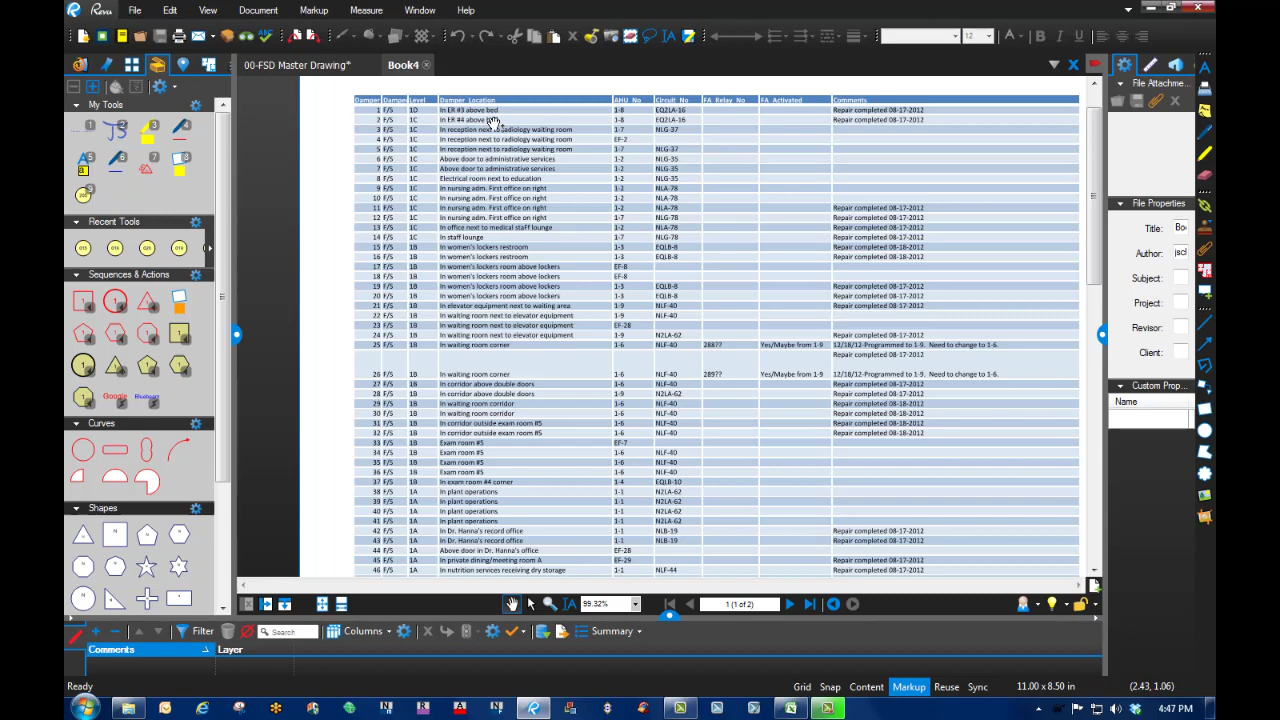 Revu File Edit View Document Markup Measure Window Help
12
00-FSD Master Drawing* Book4
My Tools
Recent Tools
Sequences & Actions
Google
Curves
Shapes
Damper Damper Level Damper Location AHU No Circuit No FA Relay No FA Activated Comments
1 F/S 1D In ER #3 above bed 1-8 EQ2LA-16 Repair completed 08-17-2012
2 F/S 1C In ER #4 above 1-8 EQ2LA-16 Repair completed 08-17-2012
3 F/S 1C In reception next to radiology waiting room 1-7 NLG-37
4 F/S 1C In reception next to radiology waiting room EF-2
5 F/S 1C In reception next to radiology waiting room 1-7 NLG-37
6 F/S 1C Above door to administrative services 1-2 NLG-35
7 F/S 1C Above door to administrative services 1-2 NLG-35
8 F/S 1C Electrical room next to education 1-2 NLG-35
9 F/S 1C In nursing adm. First office on right 1-2 NLA-78
10 F/S 1C In nursing adm. First office on right 1-2 NLA-78
11 F/S 1C In nursing adm. First office on right 1-2 NLA-78 Repair completed 08-17-2012
12 F/S 1C In nursing adm. First office on right 1-7 NLG-78 Repair completed 08-17-2012
13 F/S 1C In office next to medical staff lounge 1-2 NLA-78 Repair completed 08-17-2012
14 F/S 1C In staff lounge 1-7 NLG-78 Repair completed 08-17-2012
15 F/S 1B In women's lockers restroom 1-3 EQLB-8 Repair completed 08-18-2012
16 F/S 1B In women's lockers restroom 1-3 EQLB-8 Repair completed 08-18-2012
17 F/S 1B In women's lockers room above lockers EF-8
18 F/S 1B In women's lockers room above lockers EF-8
19 F/S 1B In women's lockers room above lockers 1-3 EQLB-8 Repair completed 08-18-2012
20 F/S 1B In women's lockers room above lockers 1-3 EQLB-8 Repair completed 08-18-2012
21 F/S 1B In elevator equipment next to waiting area 1-9 NLF-40 Repair completed 08-17-2012
22 F/S 1B In waiting room next to elevator equipment 1-9 NLF-40
23 F/S 1B In waiting room next to elevator equipment EF-28
24 F/S 1B In waiting room next to elevator equipment 1-9 N2LA-62 Repair completed 08-17-2012
25 F/S 1B In waiting room corner 1-6 NLF-40 288?? Yes/Maybe from 1-9 12/18/12-Programmed to 1-9. Need to change to 1-6.
Repair completed 08-17-2012
26 F/S 1B In waiting room corner 1-6 NLF-40 289?? Yes/Maybe from 1-9 12/18/12-Programmed to 1-9. Need to change to 1-6.
27 F/S 1B In corridor above double doors 1-6 NLF-40 Repair completed 08-17-2012
28 F/S 1B In corridor above double doors 1-9 N2LA-62 Repair completed 08-17-2012
29 F/S 1B In waiting room corridor 1-6 NLF-40 Repair completed 08-18-2012
30 F/S 1B In waiting room corridor 1-6 NLF-40 Repair completed 08-18-2012
31 F/S 1B In corridor outside exam room #5 1-6 NLF-40 Repair completed 08-18-2012
32 F/S 1B In corridor outside exam room #5 1-6 NLF-40 Repair completed 08-18-2012
33 F/S 1B Exam room #5 EF-7
34 F/S 1B Exam room #5 1-6 NLF-40
35 F/S 1B Exam room #5 1-6 NLF-40
36 F/S 1B Exam room #5 1-6 NLF-40
37 F/S 1B In exam room #4 corner 1-4 EQLB-10
38 F/S 1A In plant operations 1-1 N2LA-62
39 F/S 1A In plant operations 1-1 N2LA-62
40 F/S 1A In plant operations 1-1 N2LA-62
41 F/S 1A In plant operations 1-1 N2LA-62
42 F/S 1A In Dr. Hanna's record office 1-1 NLB-19 Repair completed 08-17-2012
43 F/S 1A In Dr. Hanna's record office 1-1 NLB-19 Repair completed 08-17-2012
44 F/S 1A Above door in Dr. Hanna's office EF-28
45 F/S 1A In private dining/meeting room A EF-29 Repair completed 08-17-2012
46 F/S 1A In nutrition services receiving dry storage 1-1 NLF-44 Repair completed 08-17-2012
File Attachme...
File Properties
Title: Boo
Author: jscl
Subject:
Project:
Revisor:
Client:
Custom Prop...
Name
99.32% 1 (1 of 2)
Filter Search Columns Summary
Comments Layer
Ready Grid Snap Content Markup Reuse Sync 11.00 x 8.50 in (2.43, 1.06)
4:47 PM